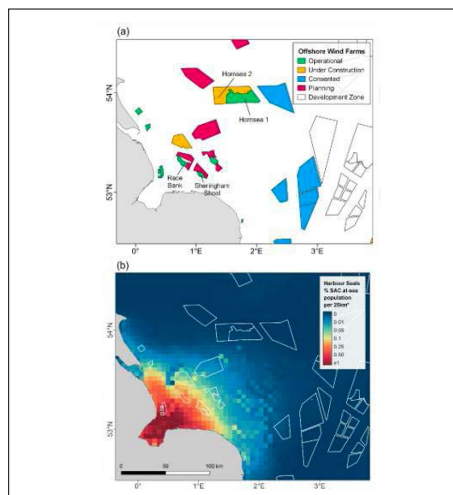 (a)
Offshore Wind Farms
Operational
Under Construction
Consented
Planning
Development Zone
Hornsea 2
Hornsea 1
54°N
Race
Bank
Sheringham
Shoal
53°N
0°
1°E
2°E
3°E
(b)
Harbour Seals
% SAC at-sea
population
per 25km²
0
0.01
0.05
0.1
0.25
0.50
≥1
54°N
53°N
0
50
100 km
0°
1°E
2°E
3°E